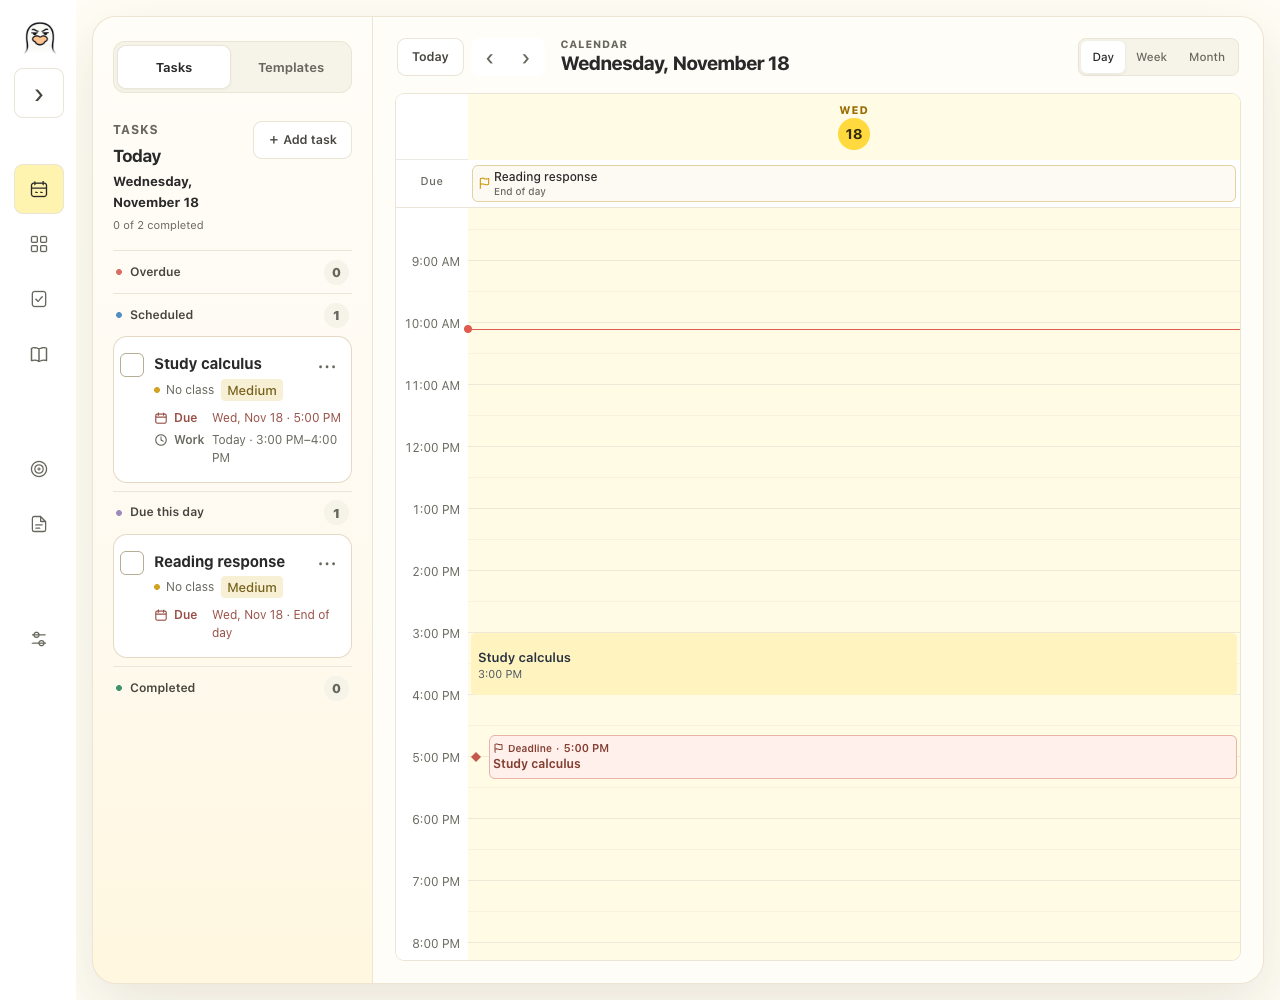 Tasks
Templates
TASKS
+ Add task
Today
Wednesday,
November 18
0 of 2 completed
Overdue
0
Scheduled
1
Study calculus
No class
Medium
Due
Wed, Nov 18 · 5:00 PM
Work
Today · 3:00 PM–4:00
PM
Due this day
1
Reading response
No class
Medium
Due
Wed, Nov 18 · End of
day
Completed
0
Today
CALENDAR
Wednesday, November 18
Day
Week
Month
WED
18
Due
Reading response
End of day
9:00 AM
10:00 AM
11:00 AM
12:00 PM
1:00 PM
2:00 PM
3:00 PM
Study calculus
3:00 PM
4:00 PM
Deadline · 5:00 PM
5:00 PM
Study calculus
6:00 PM
7:00 PM
8:00 PM